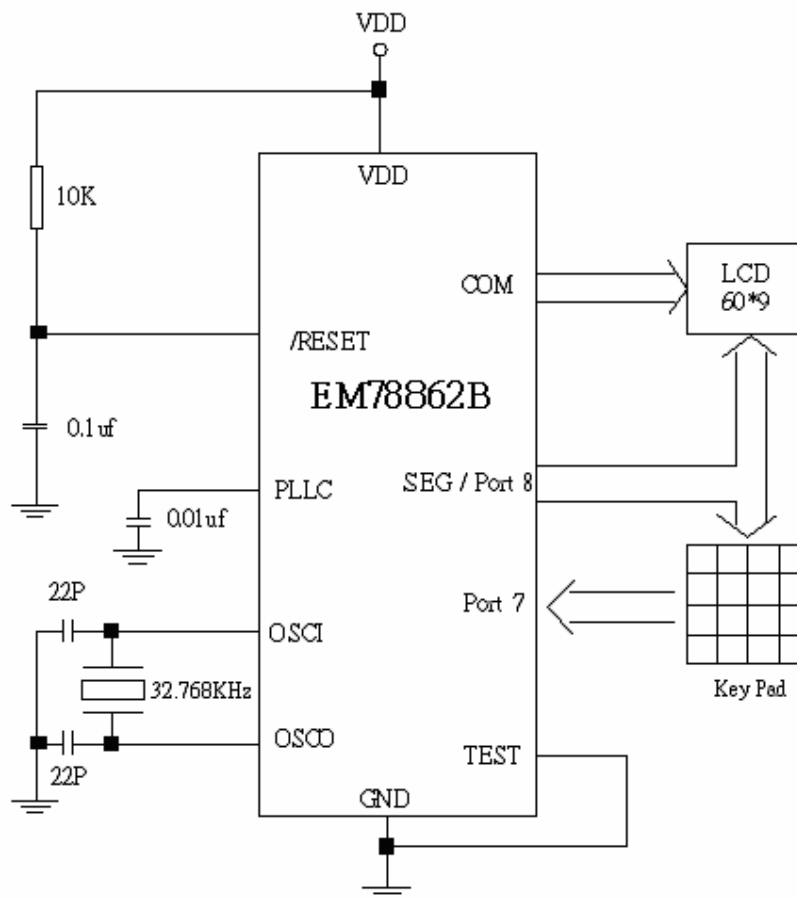 VDD
VDD
10K
COM
LCD
60*9
/RESET
EM78862B
0.1uf
PLLC
SEG / Port 8
0.01uf
22P
Port 7
OSCI
32.768KHz
Key Pad
OSCO
TEST
22P
GND